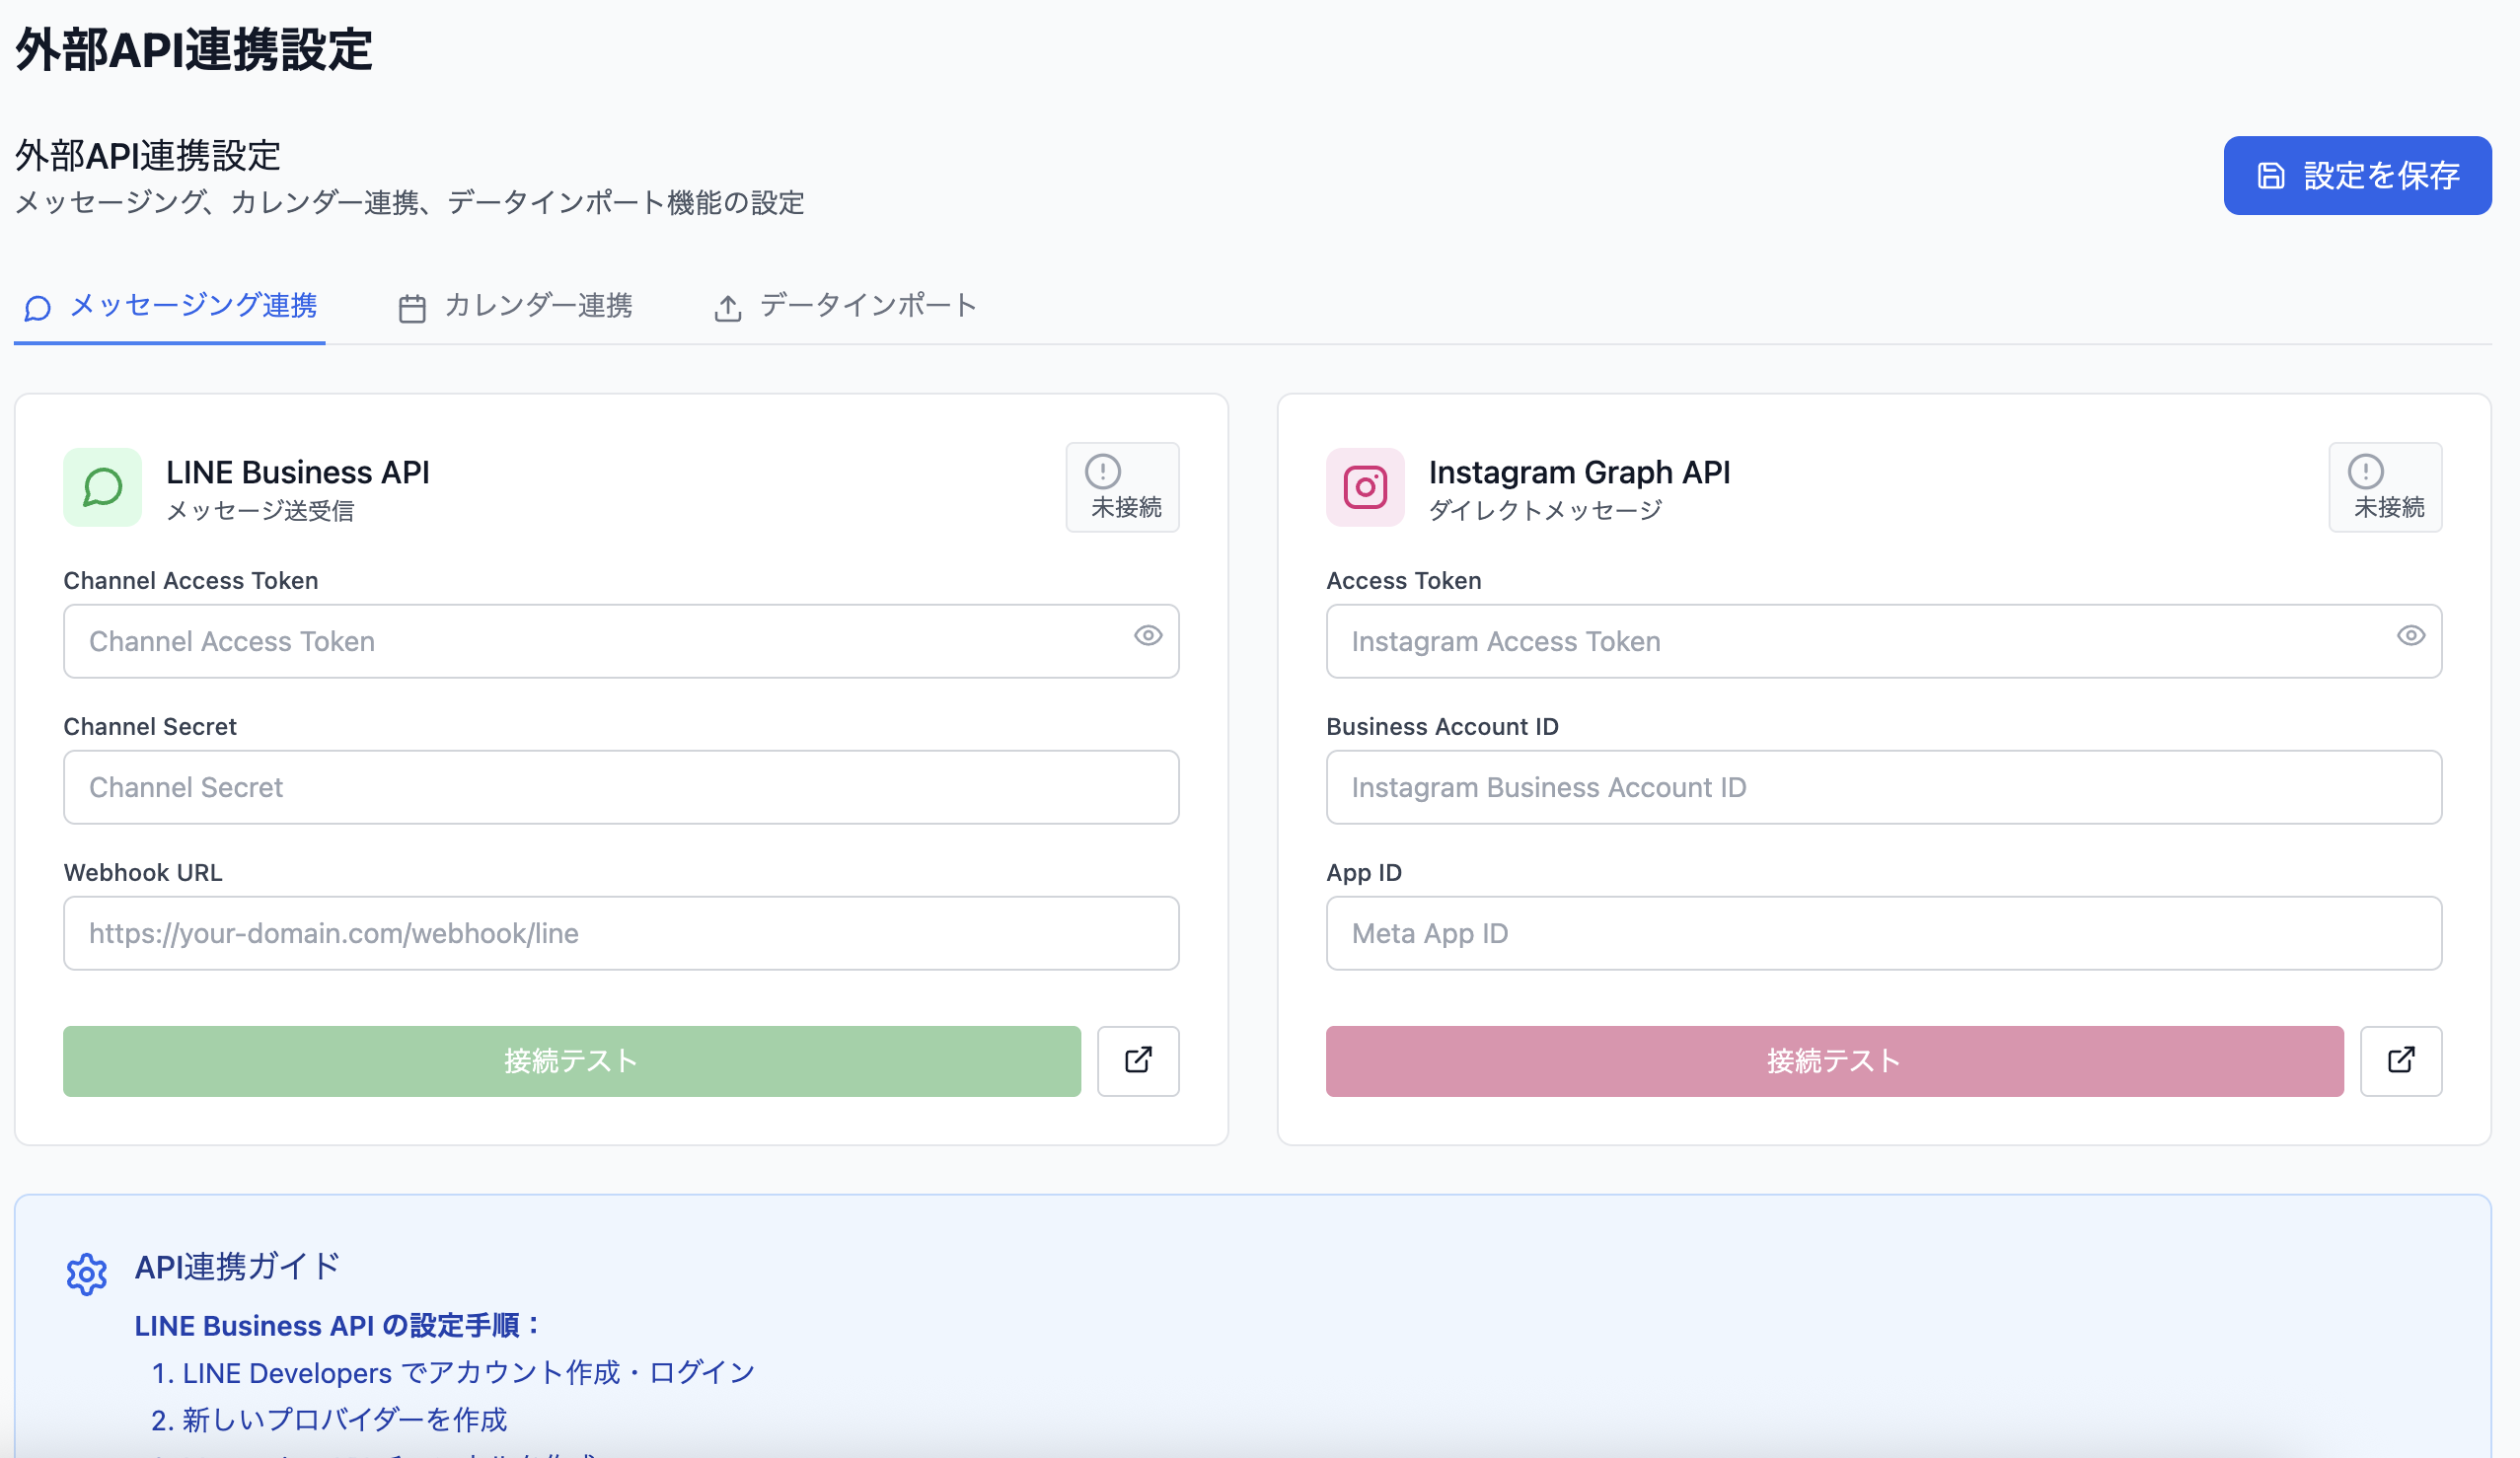 外部API連携設定
外部API連携設定
メッセージング、カレンダー連携、データインポート機能の設定
設定を保存
メッセージング連携
カレンダー連携
データインポート
LINE Business API
メッセージ送受信
未接続
Channel Access Token
Channel Access Token
Channel Secret
Channel Secret
Webhook URL
https://your-domain.com/webhook/line
接続テスト
Instagram Graph API
ダイレクトメッセージ
未接続
Access Token
Instagram Access Token
Business Account ID
Instagram Business Account ID
App ID
Meta App ID
接続テスト
API連携ガイド
LINE Business API の設定手順：
1. LINE Developers でアカウント作成・ログイン
2. 新しいプロバイダーを作成